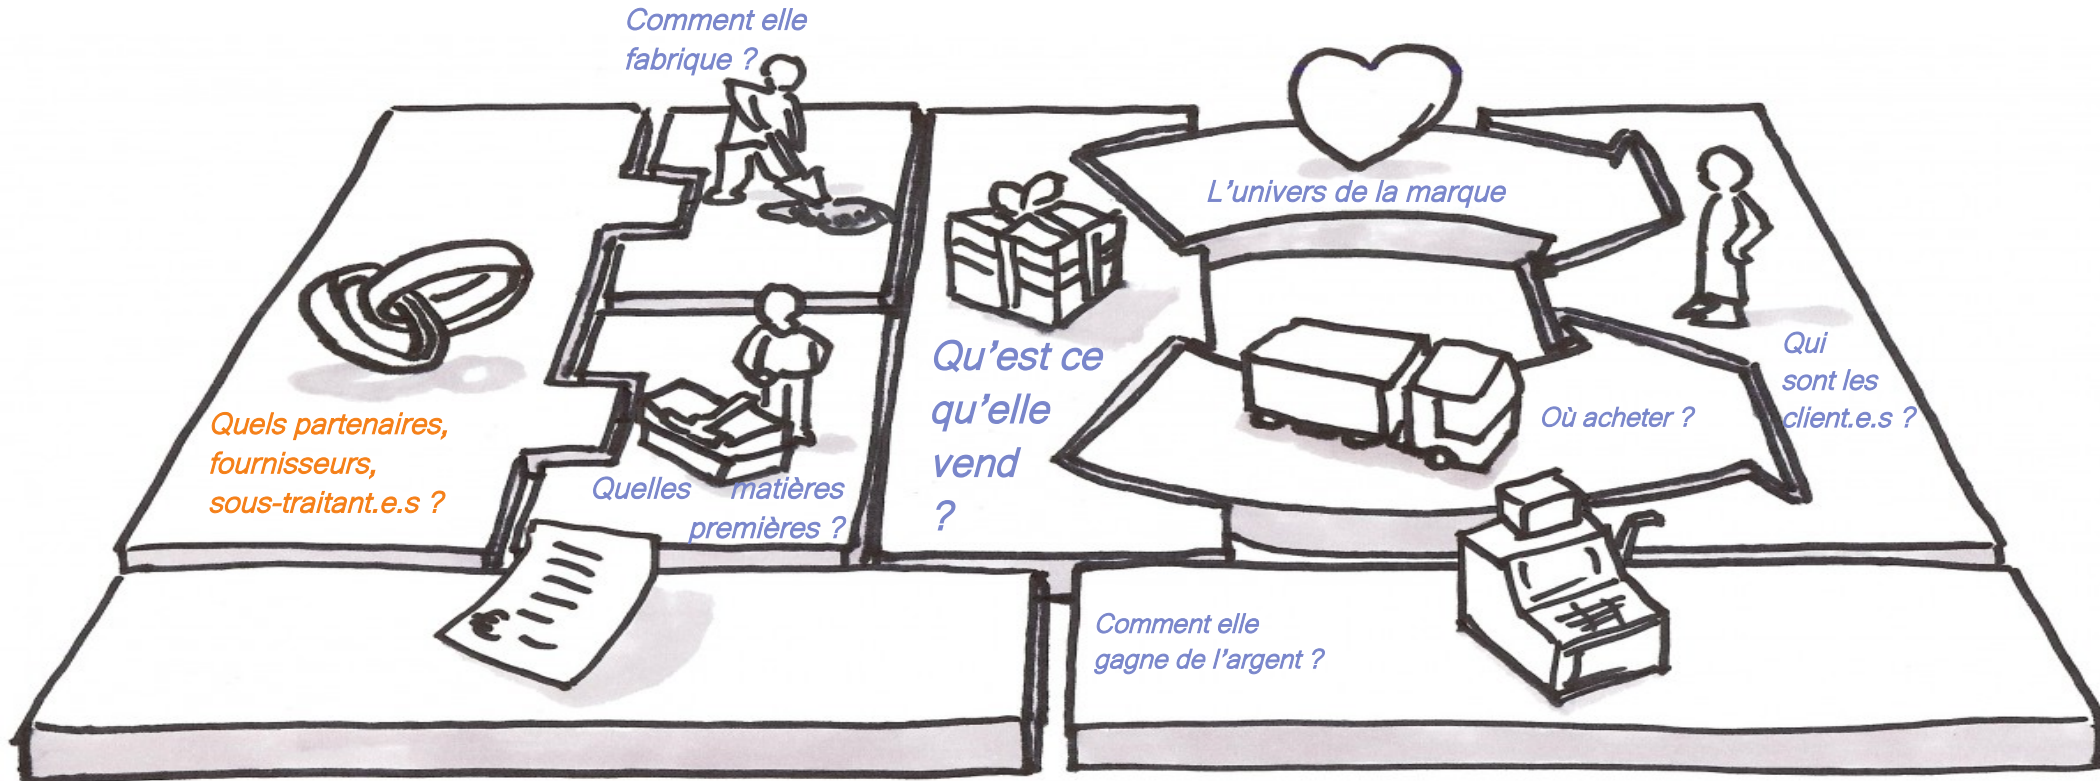 Comment elle
fabrique ?
L'univers de la marque
Quels partenaires,
fournisseurs,
sous-traitant.e.s ?
Quelles matières
premières ?
Qu'est ce
qu'elle
vend
?
Où acheter ?
Qui
sont les
client.e.s ?
Comment elle
gagne de l'argent ?